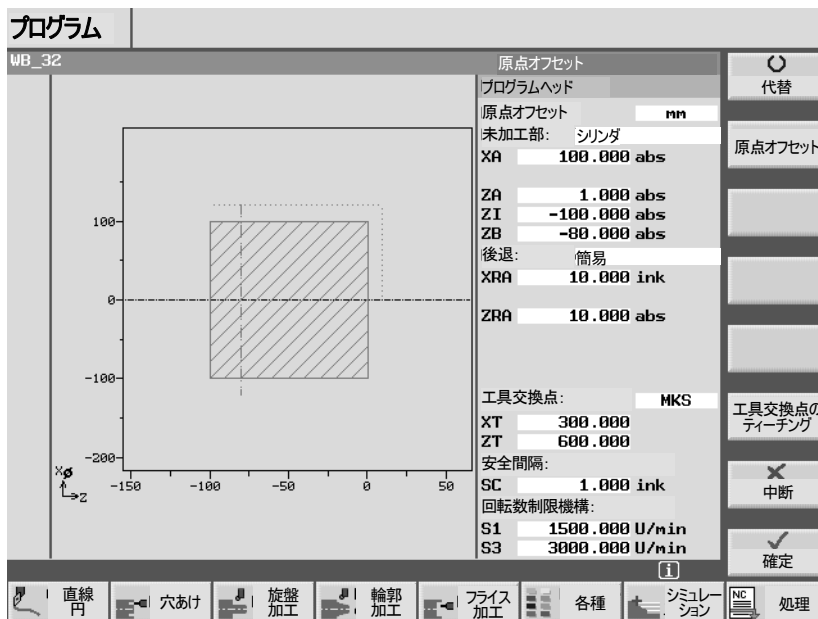 プログラム
WB_32
原点オフセット
プログラムヘッド
原点オフセット mm
未加工部: シリンダ
XA 100.000 abs
ZA 1.000 abs
ZI -100.000 abs
ZB -80.000 abs
後退: 簡易
XRA 10.000 ink
ZRA 10.000 abs
工具交換点: MKS
XT 300.000
ZT 600.000
安全間隔:
SC 1.000 ink
回転数制限機構:
S1 1500.000 U/min
S3 3000.000 U/min
100
0
-100
-200
-150 -100 -50 0 50
XØ
Z
代替
原点オフセット
工具交換点の
ティーチング
中断
確定
i
直線
円
穴あけ
旋盤
加工
輪郭
加工
フライス
加工
各種
シミュレー
ション
NC
処理